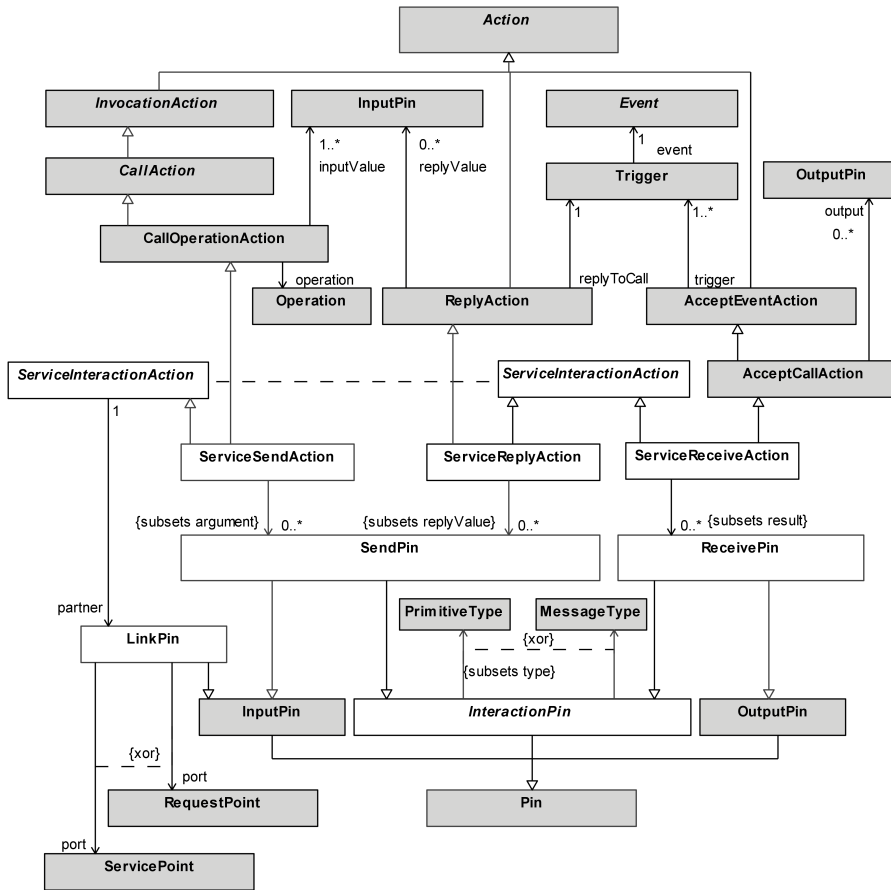 Action
InvocationAction
InputPin
Event
1..*
0..*
1
event
inputValue
replyValue
CallAction
Trigger
OutputPin
1
1..*
output
0..*
CallOperationAction
operation
replyToCall
trigger
Operation
ReplyAction
AcceptEventAction
ServiceInteractionAction
ServiceInteractionAction
AcceptCallAction
1
ServiceSendAction
ServiceReplyAction
ServiceReceiveAction
{subsets argument}
0..*
{subsets replyValue}
0..*
0..*
{subsets result}
SendPin
ReceivePin
partner
PrimitiveType
MessageType
LinkPin
{xor}
{subsets type}
InputPin
InteractionPin
OutputPin
{xor}
port
RequestPoint
Pin
port
ServicePoint